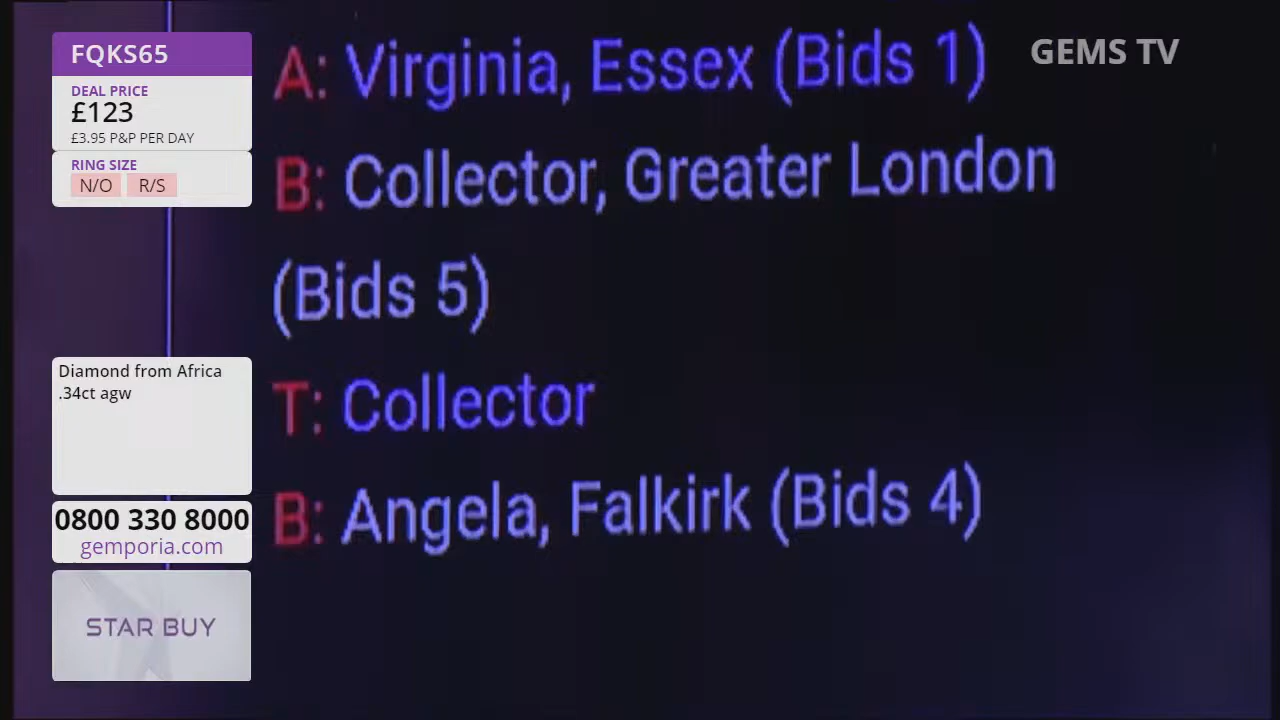 FQKS65
DEAL PRICE
£123
£3.95 P&P PER DAY
RING SIZE
N/O R/S
Diamond from Africa
.34ct agw
0800 330 8000
gemporia.com
STAR BUY
GEMS TV
A: Virginia, Essex (Bids 1)
B: Collector, Greater London
(Bids 5)
T: Collector
B: Angela, Falkirk (Bids 4)